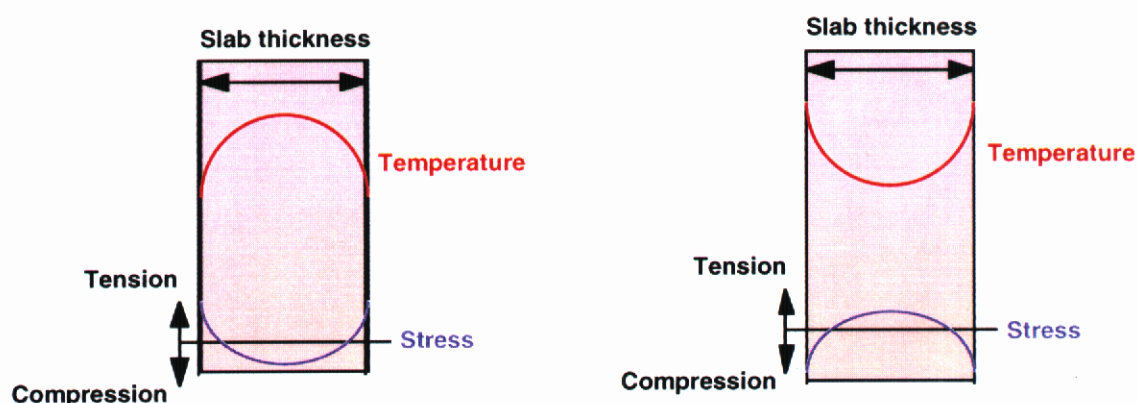 Slab thickness
Temperature
Tension
Stress
Compression
Slab thickness
Temperature
Tension
Stress
Compression